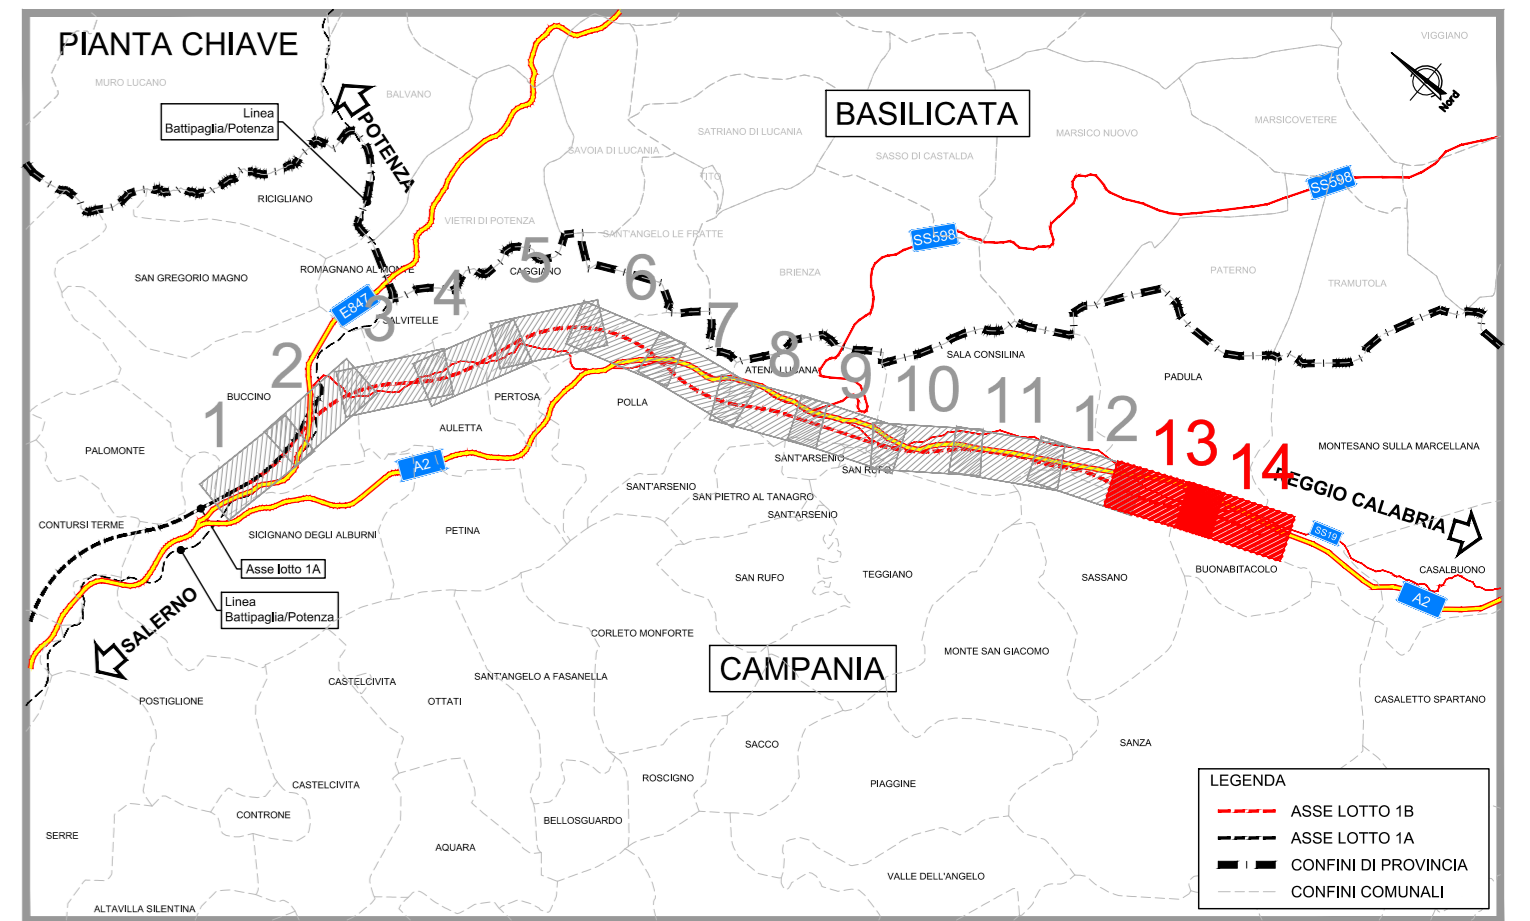 PIANTA CHIAVE
VIGGIANO
MURO LUCANO
BALVANO
Nord
Linea
Battipaglia/Potenza
POTENZA
BASILICATA
SATRIANO DI LUCANIA
MARSICO NUOVO
MARSICOVETERE
SAVOIA DI LUCANIA
SASSO DI CASTALDA
TITO
SS598
RICIGLIANO
VIETRI DI POTENZA
SANT'ANGELO LE FRATTE
SS598
SAN GREGORIO MAGNO
ROMAGNANO AL MONTE
CAGGIANO
BRIENZA
PATERNO
TRAMUTOLA
E847
SALVITELLE
1
2
3
4
5
6
7
8
9
10
11
12
13
14
SALA CONSILINA
ATENA LUCANA
PADULA
BUCCINO
PERTOSA
POLLA
AULETTA
PALOMONTE
MONTESANO SULLA MARCELLANA
A2
SANT'ARSENIO
SAN RUFO
SANT'ARSENIO
SAN PIETRO AL TANAGRO
SANT'ARSENIO
REGGIO CALABRiA
CONTURSI TERME
SICIGNANO DEGLI ALBURNI
PETINA
SS19
Asse lotto 1A
SAN RUFO
TEGGIANO
SASSANO
BUONABITACOLO
CASALBUONO
A2
Linea
Battipaglia/Potenza
SALERNO
CORLETO MONFORTE
MONTE SAN GIACOMO
CAMPANIA
CASTELCIVITA
SANT'ANGELO A FASANELLA
POSTIGLIONE
OTTATI
CASALETTO SPARTANO
SACCO
SANZA
ROSCIGNO
PIAGGINE
CASTELCIVITA
CONTRONE
BELLOSGUARDO
SERRE
AQUARA
VALLE DELL'ANGELO
ALTAVILLA SILENTINA
LEGENDA
ASSE LOTTO 1B
ASSE LOTTO 1A
CONFINI DI PROVINCIA
CONFINI COMUNALI